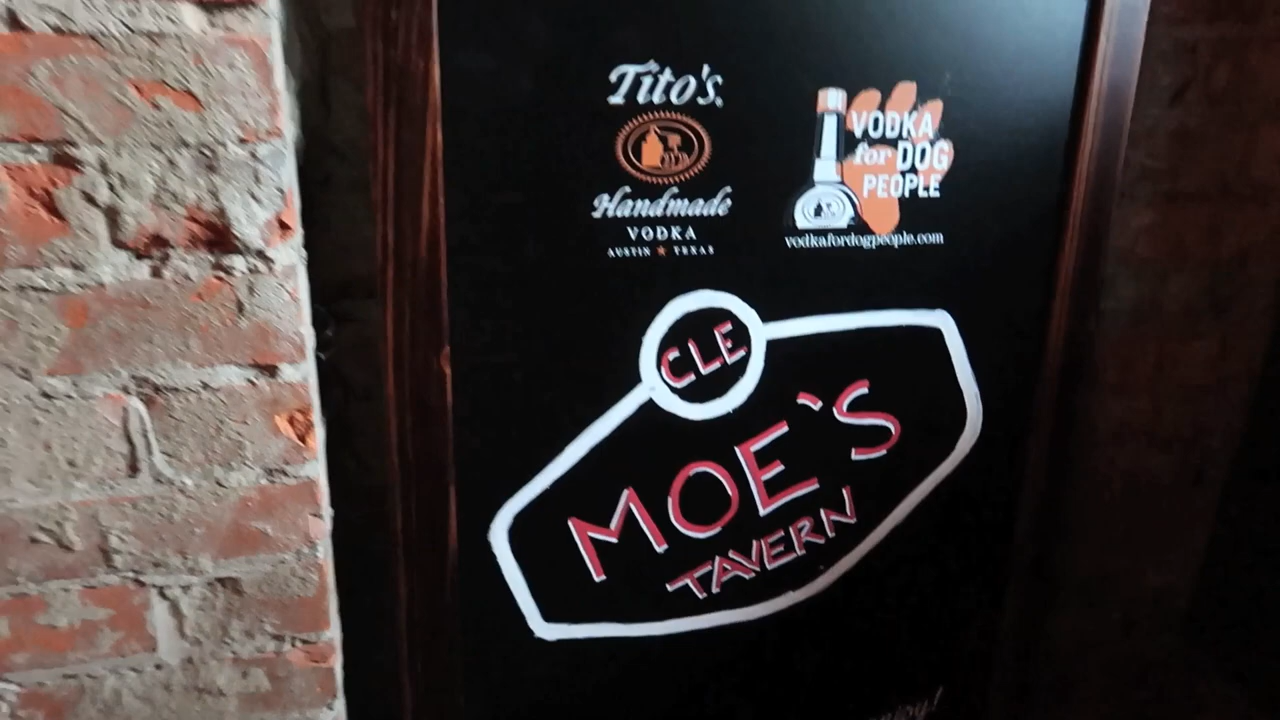 Tito's
Handmade
VODKA
AUSTIN ★ TEXAS
VODKA
for DOG
PEOPLE
vodkafordogpeople.com
CLE
MOE'S
TAVERN